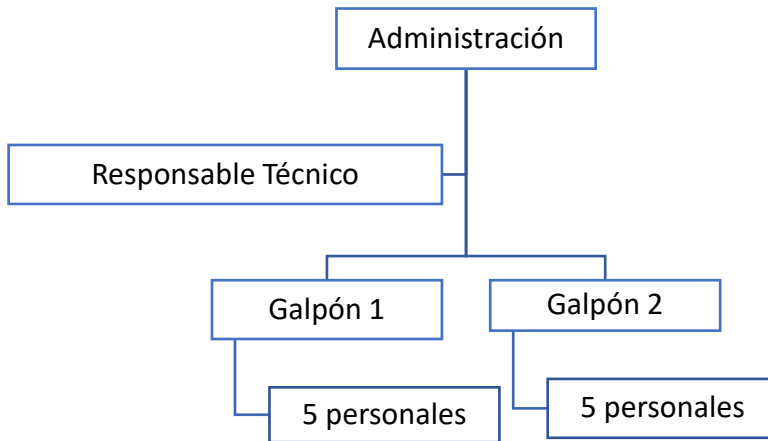 Administración
Responsable Técnico
Galpón 1
Galpón 2
5 personales
5 personales